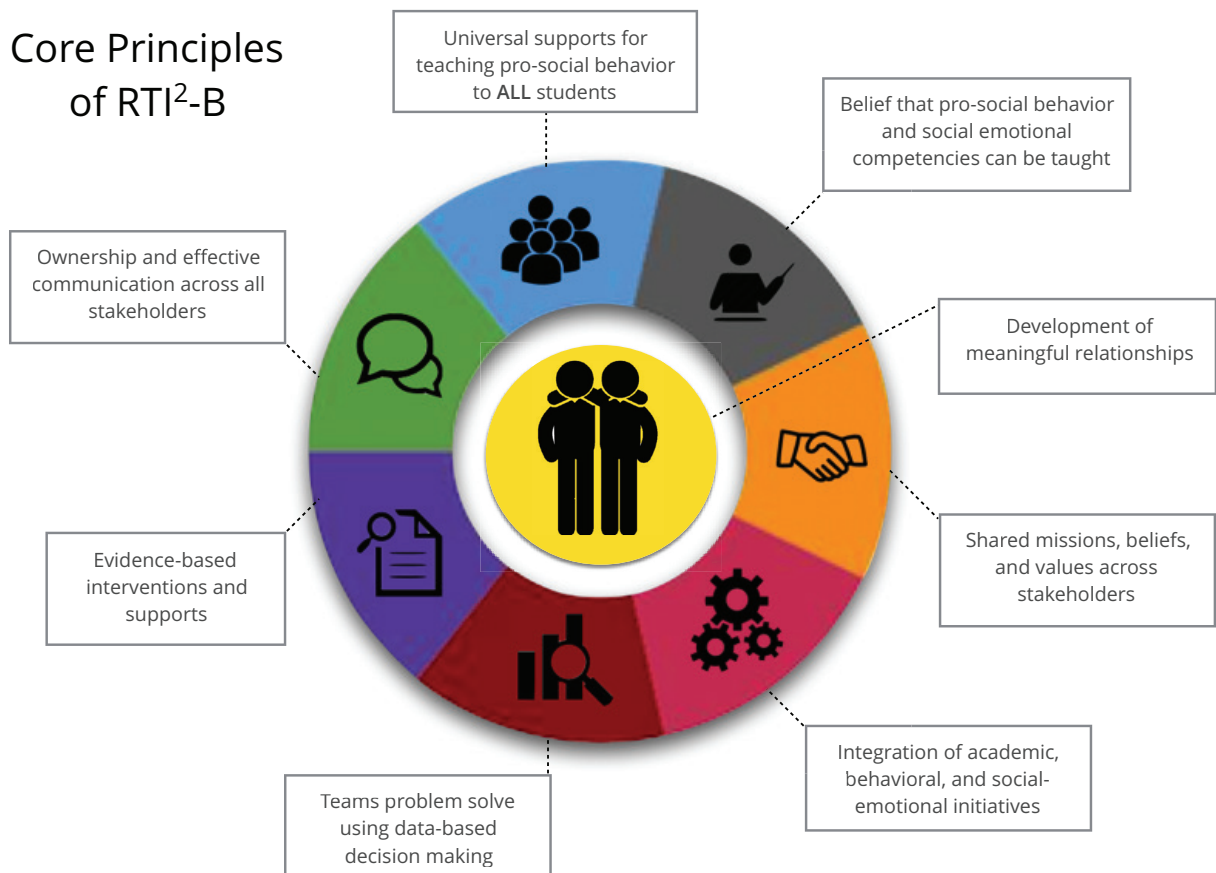 Core Principles
of RTI²-B
Universal supports for
teaching pro-social behavior
to ALL students
Belief that pro-social behavior
and social emotional
competencies can be taught
Ownership and effective
communication across all
stakeholders
Development of
meaningful relationships
Evidence-based
interventions and
supports
Shared missions, beliefs,
and values across
stakeholders
Integration of academic,
behavioral, and social-
emotional initiatives
Teams problem solve
using data-based
decision making